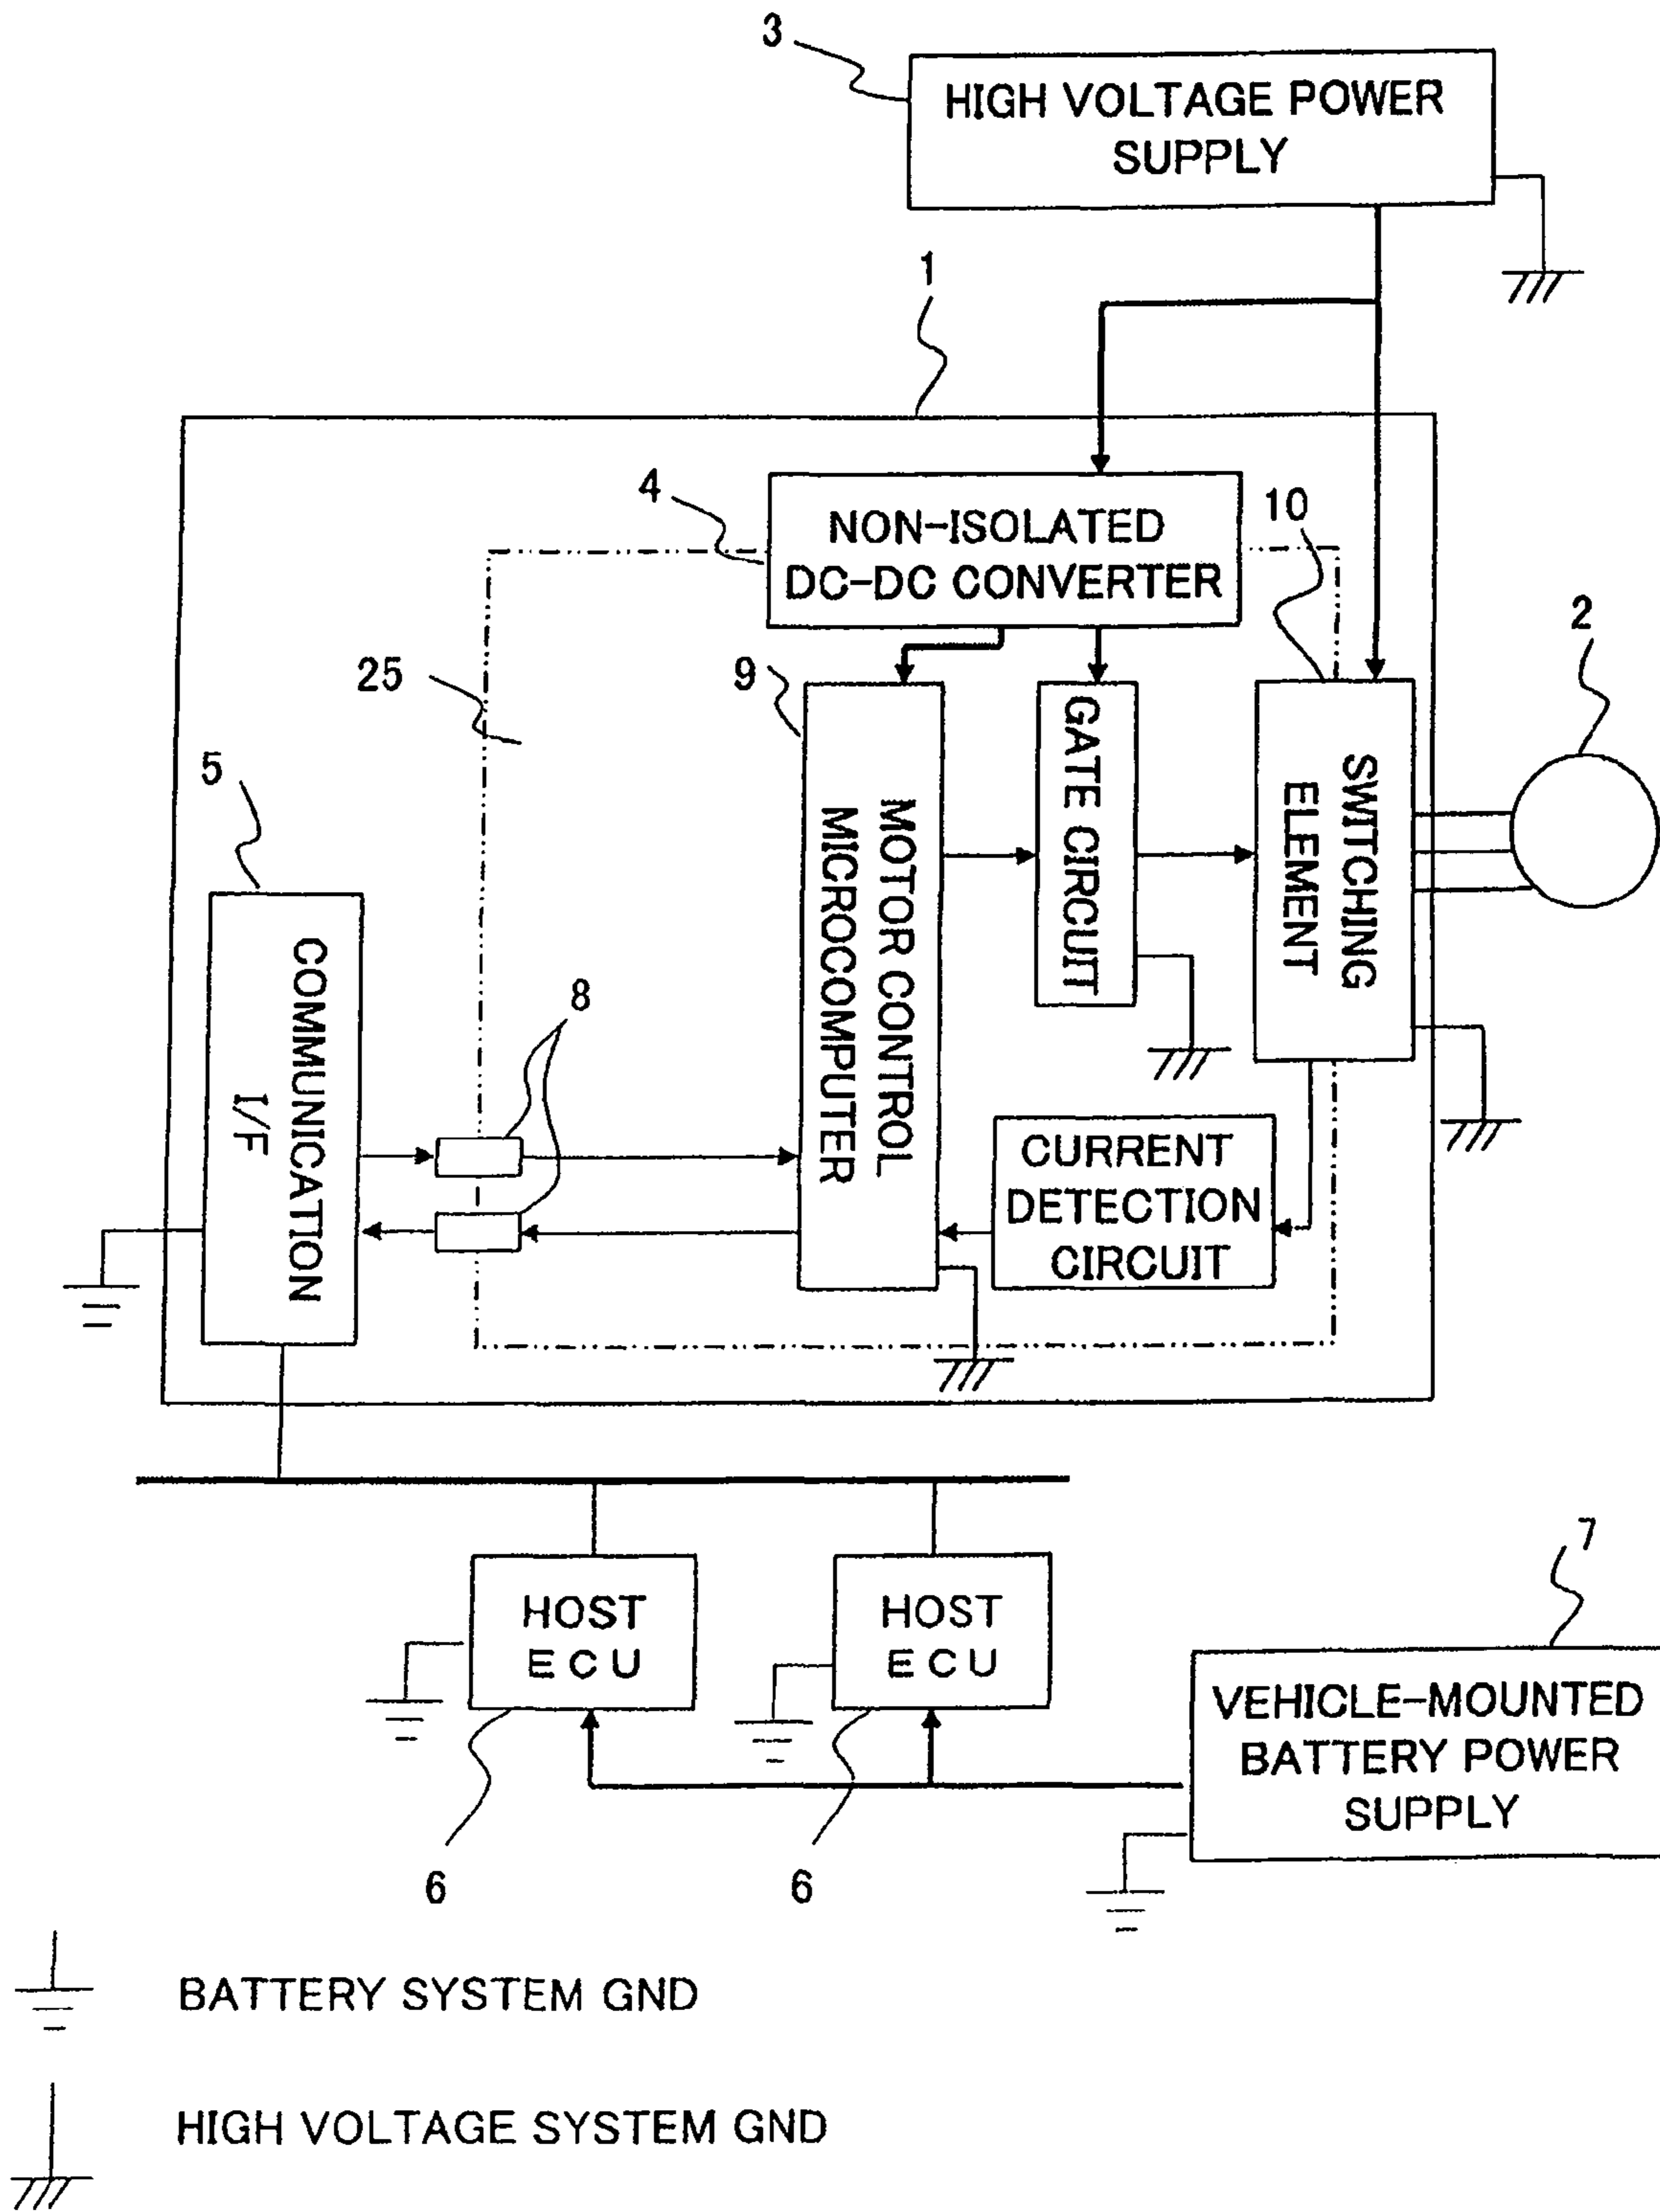 3
HIGH VOLTAGE POWER
SUPPLY
1
4
NON-ISOLATED
DC-DC CONVERTER
10
2
25
9
5
MOTOR CONTROL
MICROCOMPUTER
GATE CIRCUIT
SWITCHING
ELEMENT
COMMUNICATION
I/F
8
CURRENT
DETECTION
CIRCUIT
HOST
ECU
HOST
ECU
7
VEHICLE-MOUNTED
BATTERY POWER
SUPPLY
6
6
BATTERY SYSTEM GND
HIGH VOLTAGE SYSTEM GND